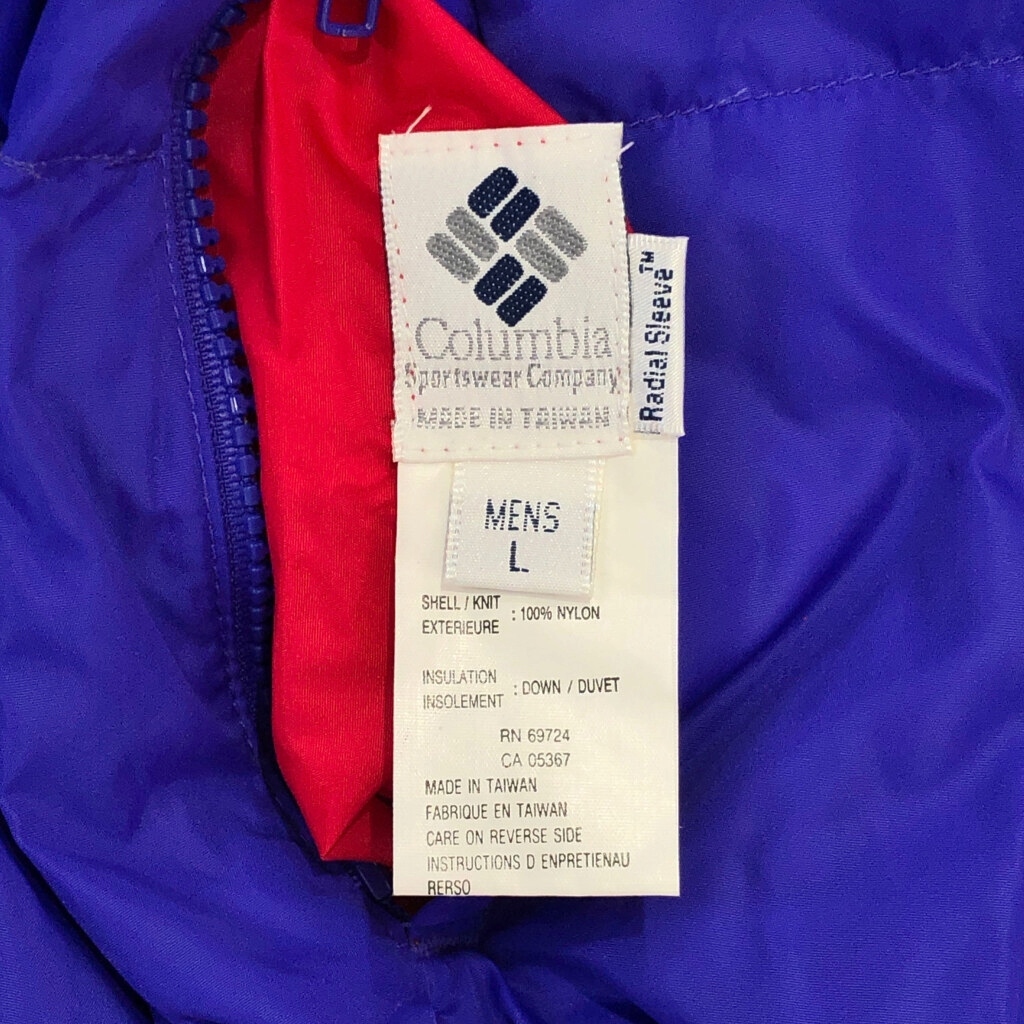 Columbia
Sportswear Company
MADE IN TAIWAN
Radial Sleeve™
MENS
L
SHELL / KNIT
EXTERIEURE : 100% NYLON
INSULATION
INSOLEMENT : DOWN / DUVET
RN 69724
CA 05367
MADE IN TAIWAN
FABRIQUE EN TAIWAN
CARE ON REVERSE SIDE
INSTRUCTIONS D ENPRETIENAU
RERSO